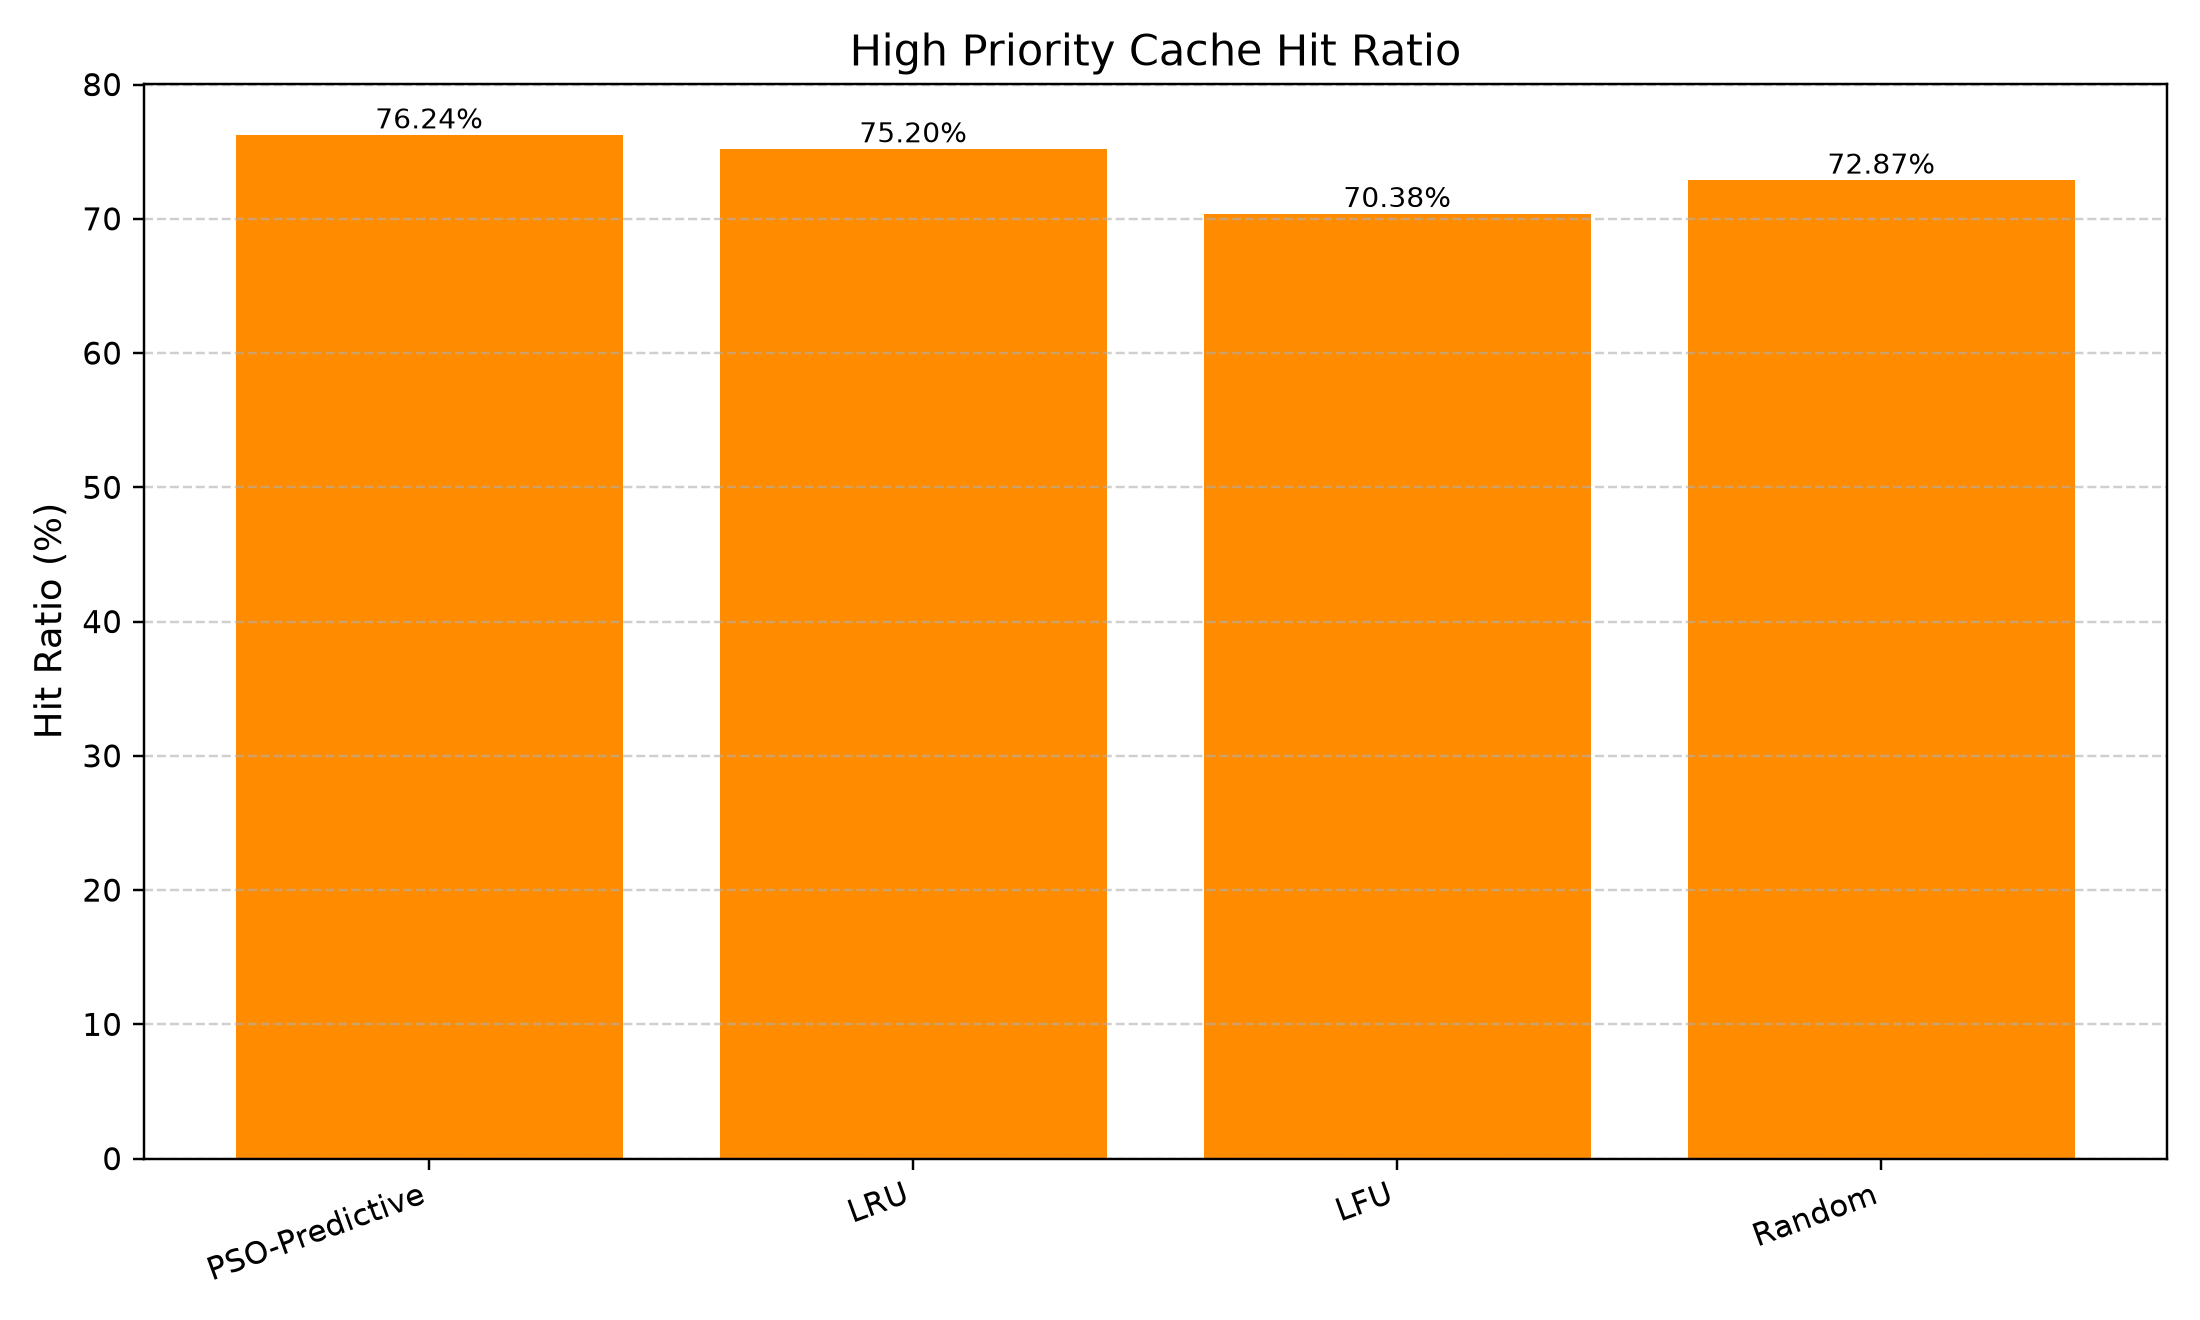 High Priority Cache Hit Ratio
Hit Ratio (%)
80
70
60
50
40
30
20
10
0
76.24%
75.20%
70.38%
72.87%
PSO-Predictive
LRU
LFU
Random